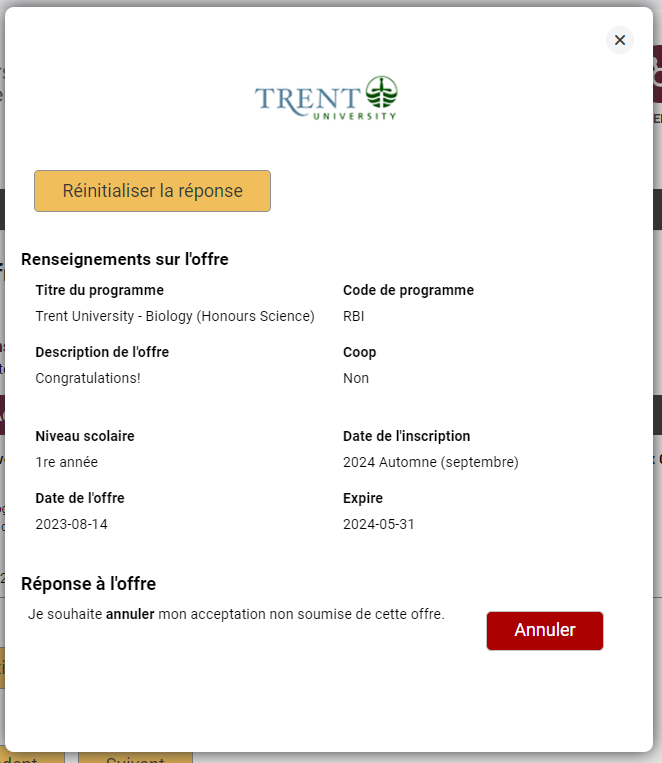 TRENT
UNIVERSITY
Réinitialiser la réponse
Renseignements sur l'offre
Titre du programme
Code de programme
Trent University - Biology (Honours Science)
RBI
Description de l'offre
Coop
Congratulations!
Non
Niveau scolaire
Date de l'inscription
1re année
2024 Automne (septembre)
Date de l'offre
Expire
2023-08-14
2024-05-31
Réponse à l'offre
Je souhaite annuler mon acceptation non soumise de cette offre.
Annuler
Suivant